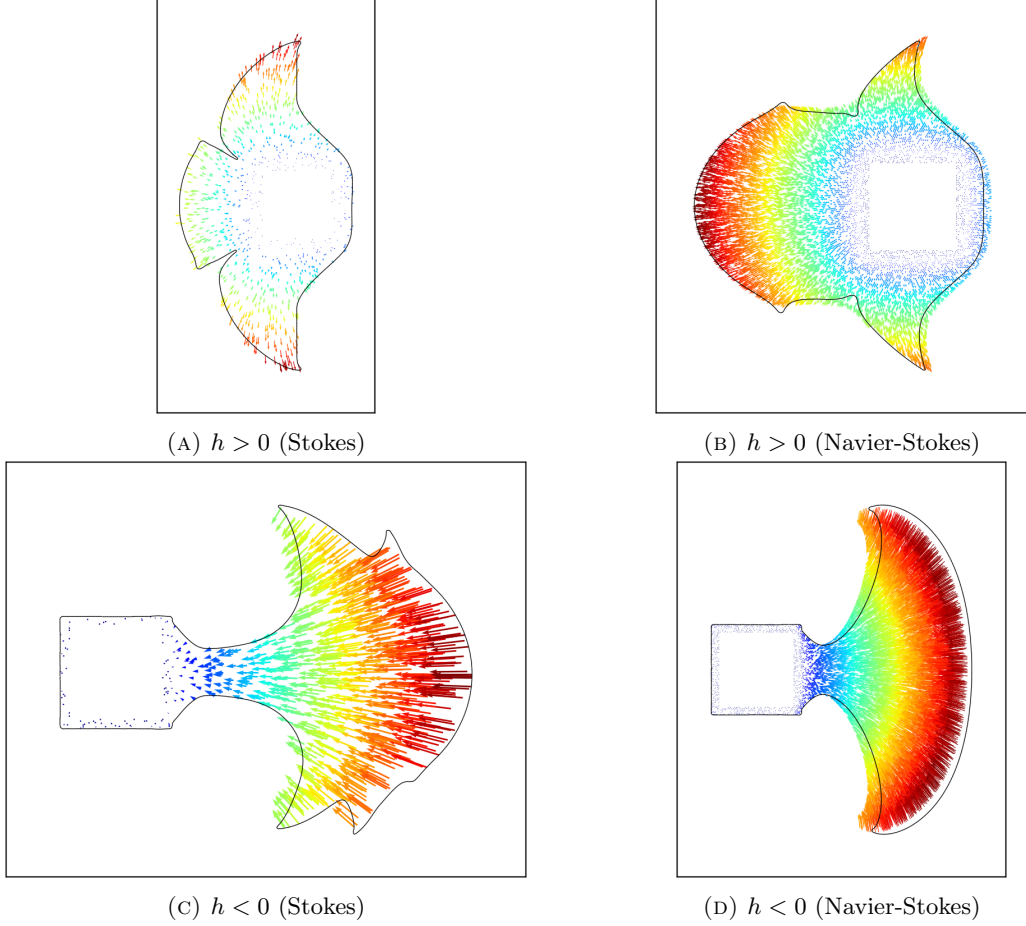 (A) h > 0 (Stokes)
(B) h > 0 (Navier-Stokes)
(C) h < 0 (Stokes)
(D) h < 0 (Navier-Stokes)